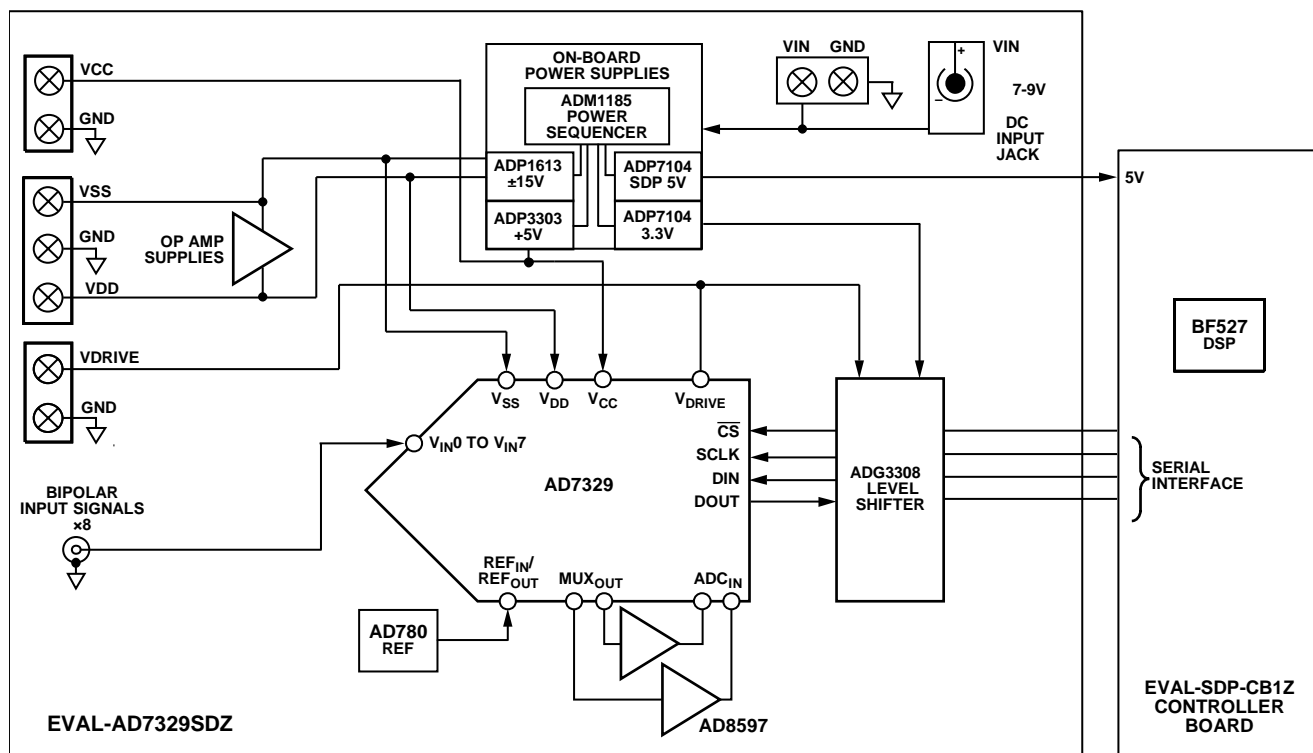 VCC
GND
VSS
GND
VDD
OP AMP
SUPPLIES
VDRIVE
GND
BIPOLAR
INPUT SIGNALS
×8
ON-BOARD
POWER SUPPLIES
ADM1185
POWER
SEQUENCER
ADP1613
±15V
ADP7104
SDP 5V
ADP3303
+5V
ADP7104
3.3V
VIN GND
+
–
VIN
7-9V
DC
INPUT
JACK
5V
BF527
DSP
VSS
VDD
VCC
VDRIVE
VIN0 TO VIN7
AD7329
CS
SCLK
DIN
DOUT
ADG3308
LEVEL
SHIFTER
SERIAL
INTERFACE
REFIN/
REFOUT
MUXOUT
ADCIN
AD780
REF
AD8597
EVAL-AD7329SDZ
EVAL-SDP-CB1Z
CONTROLLER
BOARD